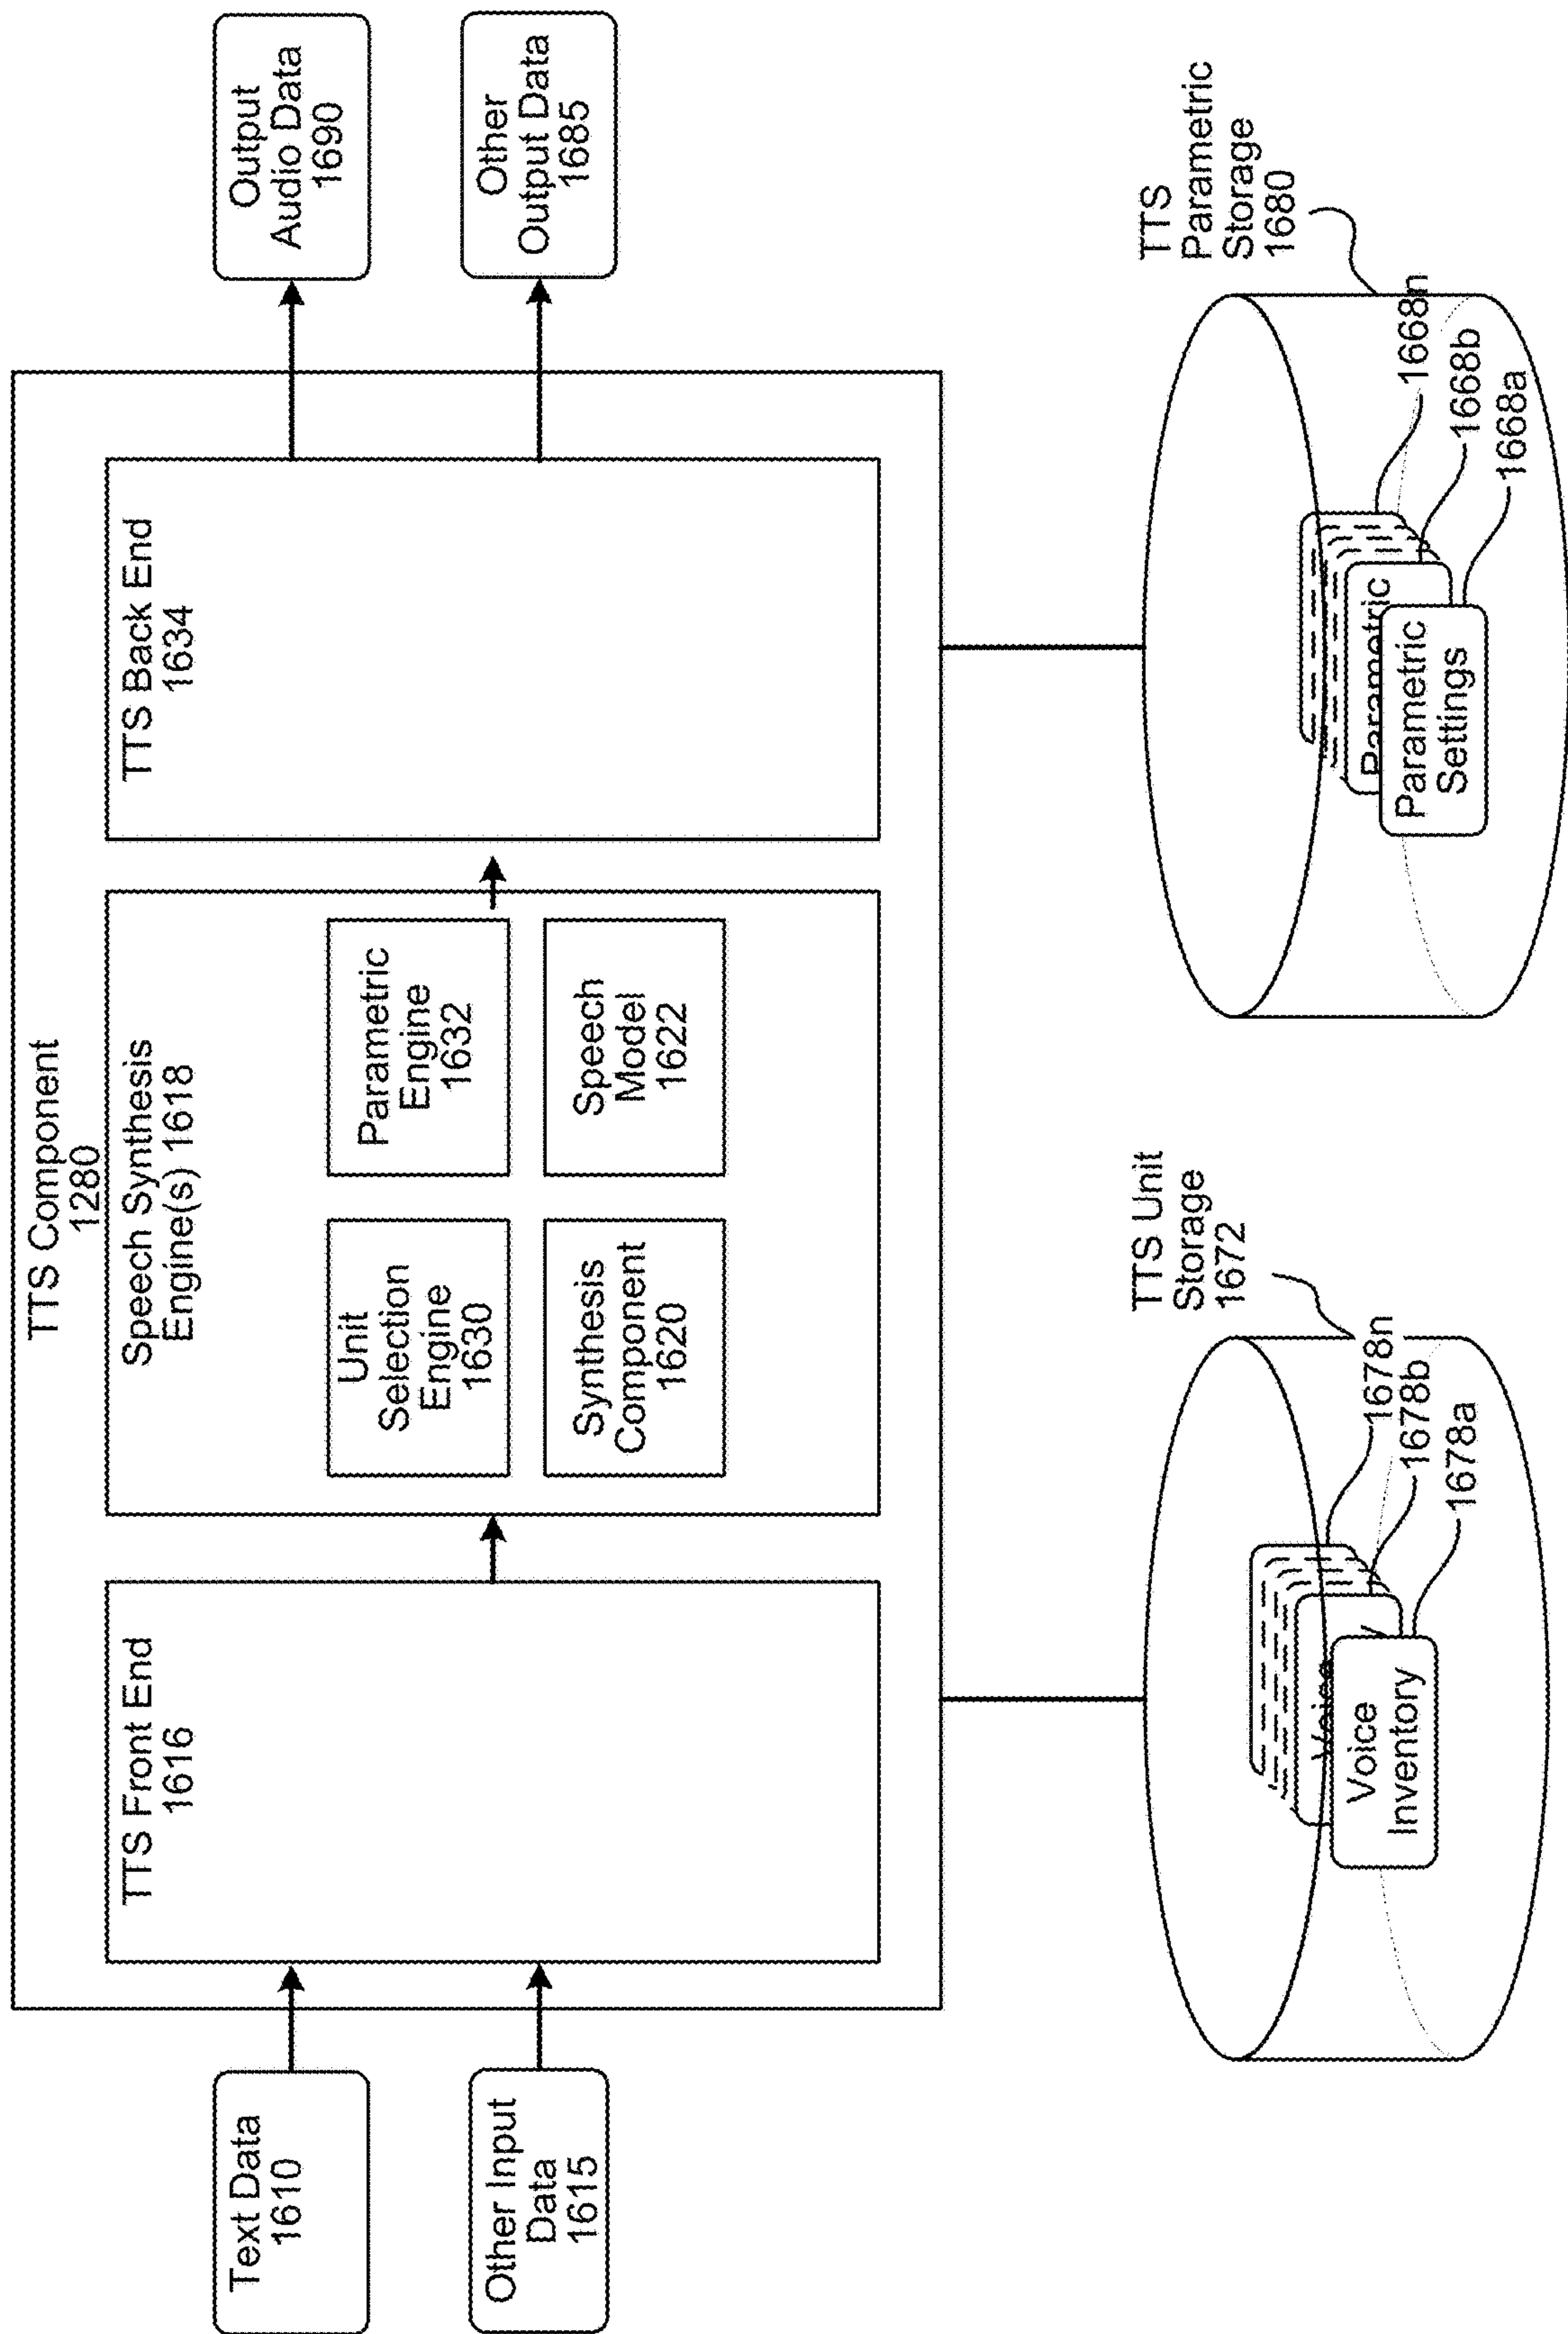 TTS Component
1280
Text Data
1610
Other Input
Data
1615
TTS Front End
1616
Speech Synthesis
Engine(s) 1618
Unit
Selection
Engine
1630
Parametric
Engine
1632
Synthesis
Component
1620
Speech
Model
1622
TTS Back End
1634
Output
Audio Data
1690
Other
Output Data
1685
TTS Unit
Storage
1672
1678n
1678b
1678a
Voice
Voice
Inventory
TTS
Parametric
Storage
1680
1668n
1668b
1668a
Parametric
Parametric
Settings